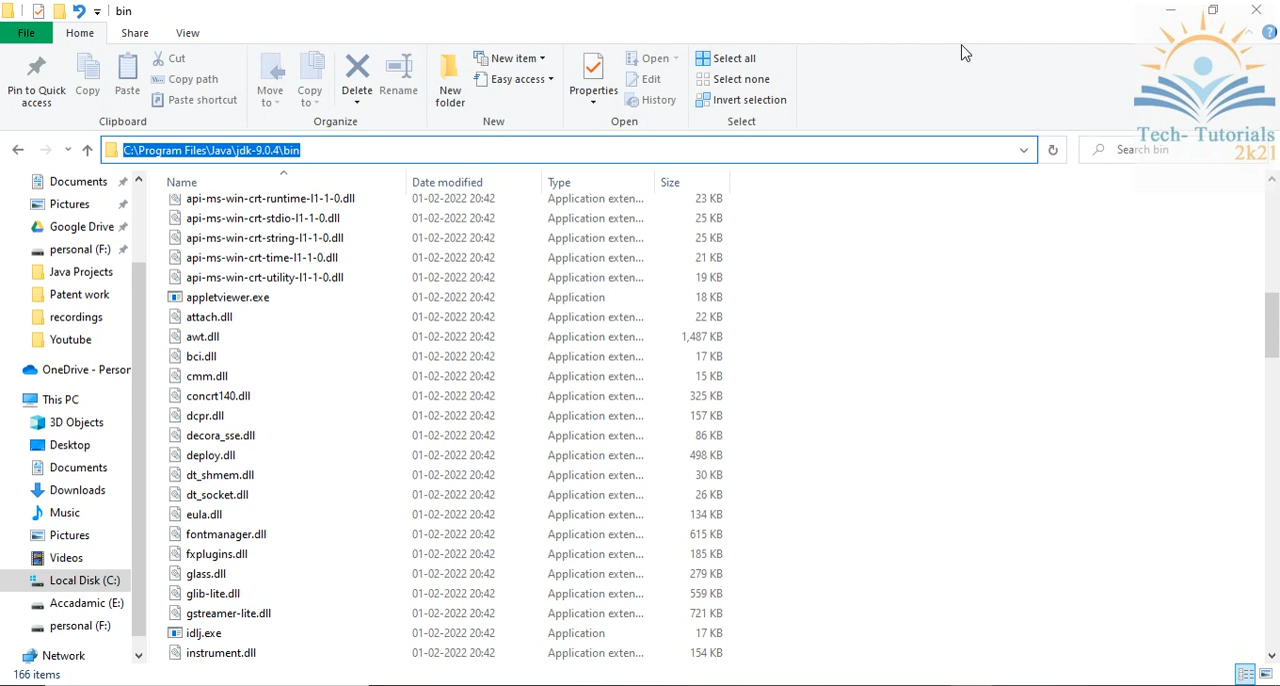 bin
File Home Share View
Pin to Quick access
Copy
Paste
Cut
Copy path
Paste shortcut
Clipboard
Move to
Copy to
Delete
Rename
Organize
New folder
New item
Easy access
New
Properties
Open
Edit
History
Open
Select all
Select none
Invert selection
Select
C:\Program Files\Java\jdk-9.0.4\bin
Search bin
Tech- Tutorials
2k21
Documents
Pictures
Google Drive
personal (F:)
Java Projects
Patent work
recordings
Youtube
OneDrive - Person
This PC
3D Objects
Desktop
Documents
Downloads
Music
Pictures
Videos
Local Disk (C:)
Accadamic (E:)
personal (F:)
Network
Name Date modified Type Size
api-ms-win-crt-runtime-l1-1-0.dll 01-02-2022 20:42 Application exten... 23 KB
api-ms-win-crt-stdio-l1-1-0.dll 01-02-2022 20:42 Application exten... 25 KB
api-ms-win-crt-string-l1-1-0.dll 01-02-2022 20:42 Application exten... 25 KB
api-ms-win-crt-time-l1-1-0.dll 01-02-2022 20:42 Application exten... 21 KB
api-ms-win-crt-utility-l1-1-0.dll 01-02-2022 20:42 Application exten... 19 KB
appletviewer.exe 01-02-2022 20:42 Application 18 KB
attach.dll 01-02-2022 20:42 Application exten... 22 KB
awt.dll 01-02-2022 20:42 Application exten... 1,487 KB
bci.dll 01-02-2022 20:42 Application exten... 17 KB
cmm.dll 01-02-2022 20:42 Application exten... 15 KB
concrt140.dll 01-02-2022 20:42 Application exten... 325 KB
dcpr.dll 01-02-2022 20:42 Application exten... 157 KB
decora_sse.dll 01-02-2022 20:42 Application exten... 86 KB
deploy.dll 01-02-2022 20:42 Application exten... 498 KB
dt_shmem.dll 01-02-2022 20:42 Application exten... 30 KB
dt_socket.dll 01-02-2022 20:42 Application exten... 26 KB
eula.dll 01-02-2022 20:42 Application exten... 134 KB
fontmanager.dll 01-02-2022 20:42 Application exten... 615 KB
fxplugins.dll 01-02-2022 20:42 Application exten... 185 KB
glass.dll 01-02-2022 20:42 Application exten... 279 KB
glib-lite.dll 01-02-2022 20:42 Application exten... 559 KB
gstreamer-lite.dll 01-02-2022 20:42 Application exten... 721 KB
idlj.exe 01-02-2022 20:42 Application 17 KB
instrument.dll 01-02-2022 20:42 Application exten... 154 KB
166 items